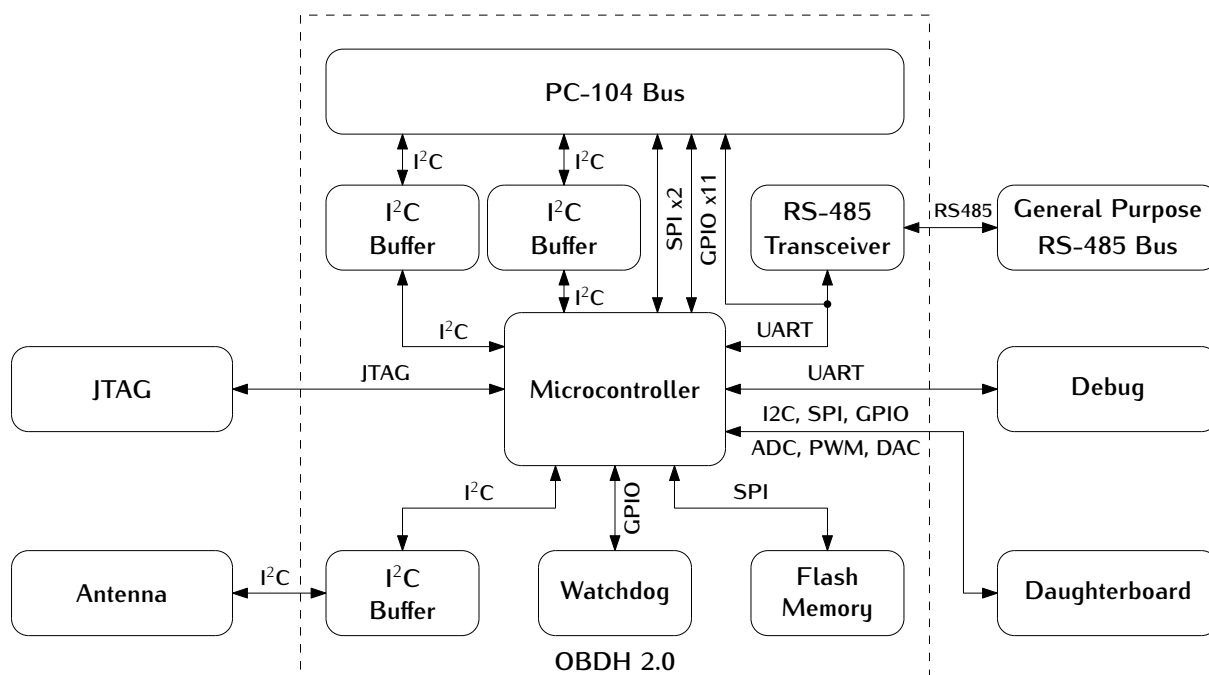 PC-104 Bus
I²C
I²C
SPI x2
GPIO x11
I²C
Buffer
I²C
Buffer
RS-485
Transceiver
RS485
General Purpose
RS-485 Bus
I²C
I²C
UART
JTAG
JTAG
Microcontroller
UART
Debug
I2C, SPI, GPIO
ADC, PWM, DAC
I²C
GPIO
SPI
Antenna
I²C
I²C
Buffer
Watchdog
Flash
Memory
Daughterboard
OBDH 2.0